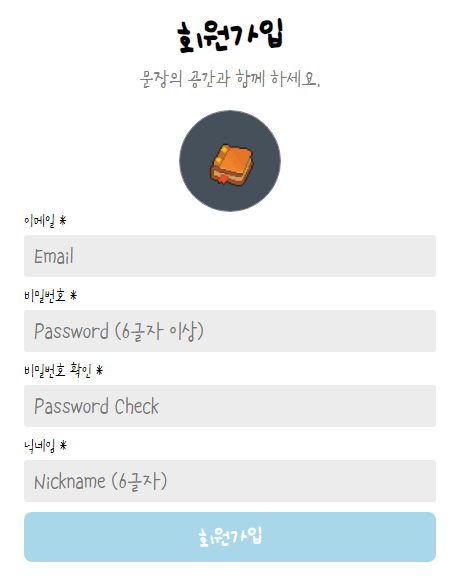 회원가입
문장의 공간과 함께 하세요.
이메일 *
Email
비밀번호 *
Password (6글자 이상)
비밀번호 확인 *
Password Check
닉네임 *
Nickname (6글자)
회원가입